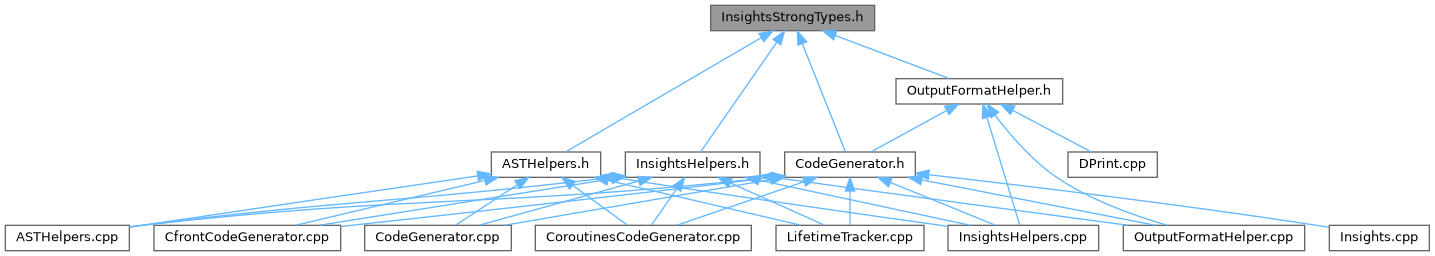 InsightsStrongTypes.h
OutputFormatHelper.h
ASTHelpers.h
InsightsHelpers.h
CodeGenerator.h
DPrint.cpp
ASTHelpers.cpp
CfrontCodeGenerator.cpp
CodeGenerator.cpp
CoroutinesCodeGenerator.cpp
LifetimeTracker.cpp
InsightsHelpers.cpp
OutputFormatHelper.cpp
Insights.cpp